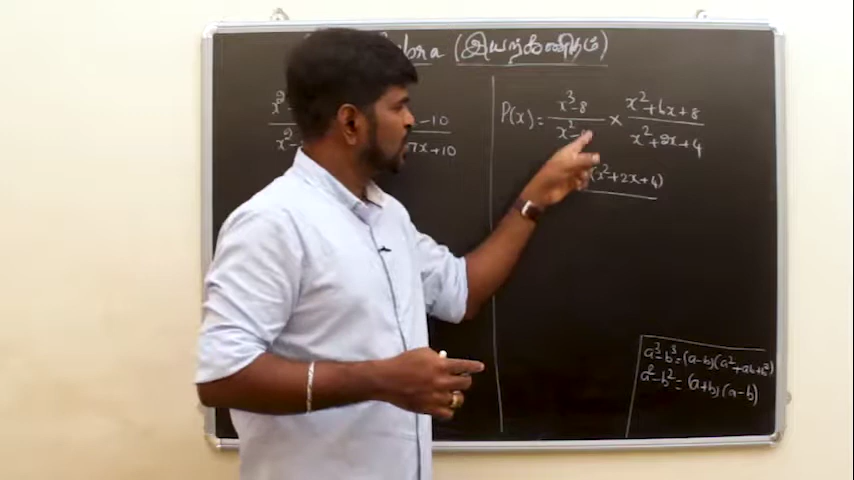 (இயற்கணிதம்)
P(x) = x³-8 / x²- × x²+6x+8 / x²+2x+4
(x²+2x+4)
-10
7x+10
a³-b³=(a-b)(a²+ab+b²)
a²-b²=(a+b)(a-b)